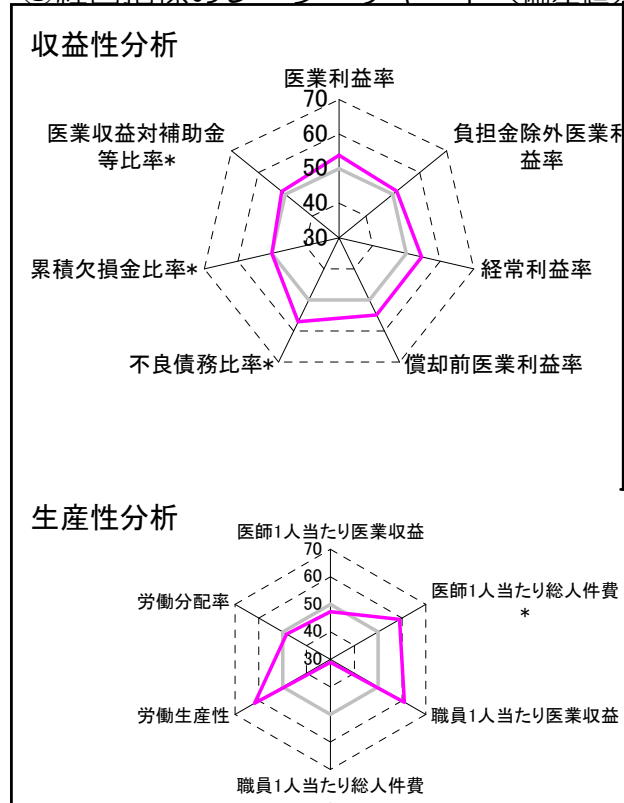 収益性分析
医業利益率
70
60
50
40
30
医業収益対補助金
等比率*
負担金除外医業利
益率
累積欠損金比率*
経常利益率
不良債務比率*
償却前医業利益率
生産性分析
医師1人当たり医業収益
70
60
50
40
30
労働分配率
医師1人当たり総人件費
*
労働生産性
職員1人当たり医業収益
職員1人当たり総人件費